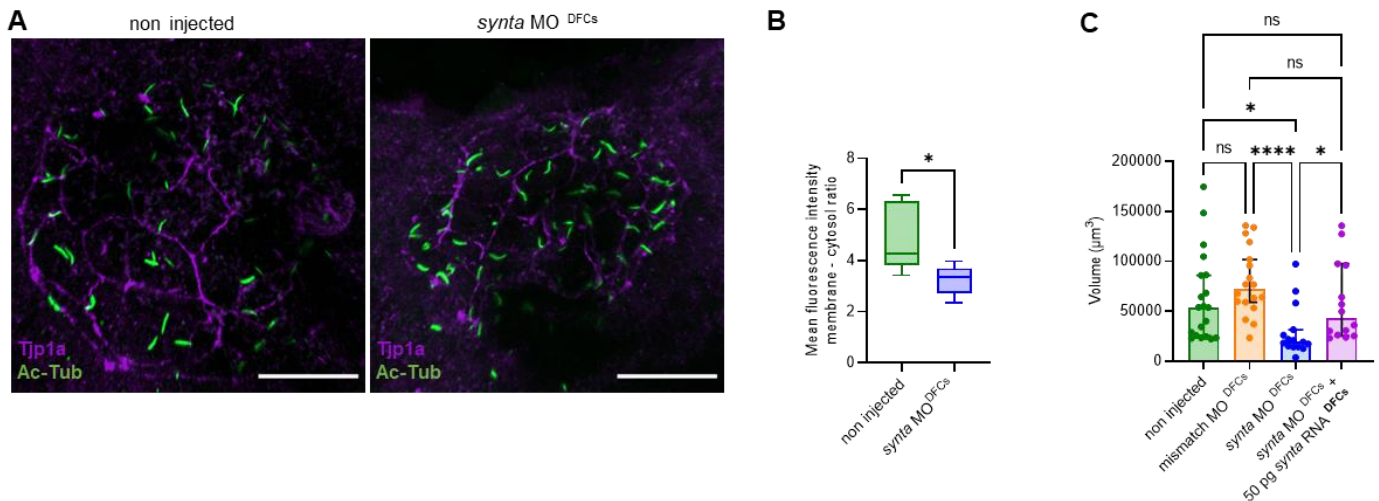 A
non injected
synta MO DFCs
Tjp1a
Ac-Tub
Tjp1a
Ac-Tub
B
Mean fluorescence intensity
membrane - cytosol ratio
8
6
4
2
0
*
non injected
synta MO DFCs
C
ns
ns
*
ns
****
*
Volume (µm³)
200000
150000
100000
50000
0
non injected
mismatch MO DFCs
synta MO DFCs
synta MO DFCs +
50 pg synta RNA DFCs